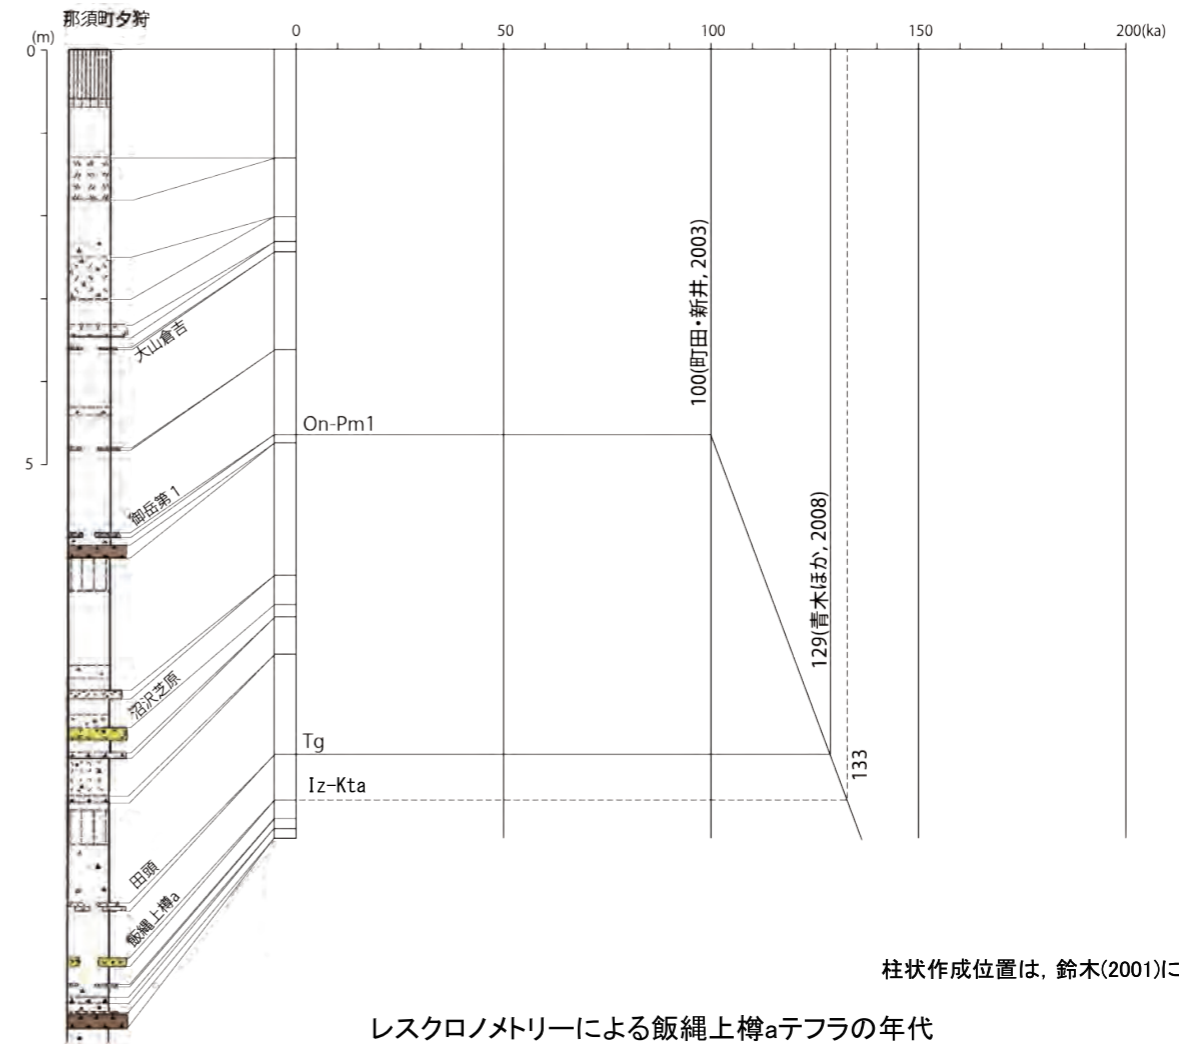 那須町夕狩
(m)
0
50
100
150
200(ka)
0
5
大山倉吉
御岳第1
沼沢芝原
田頭
飯縄上樽a
On-Pm1
Tg
Iz-Kta
100(町田・新井, 2003)
129(青木ほか, 2008)
133
柱状作成位置は，鈴木(2001)に
レスクロノメトリーによる飯縄上樽aテフラの年代